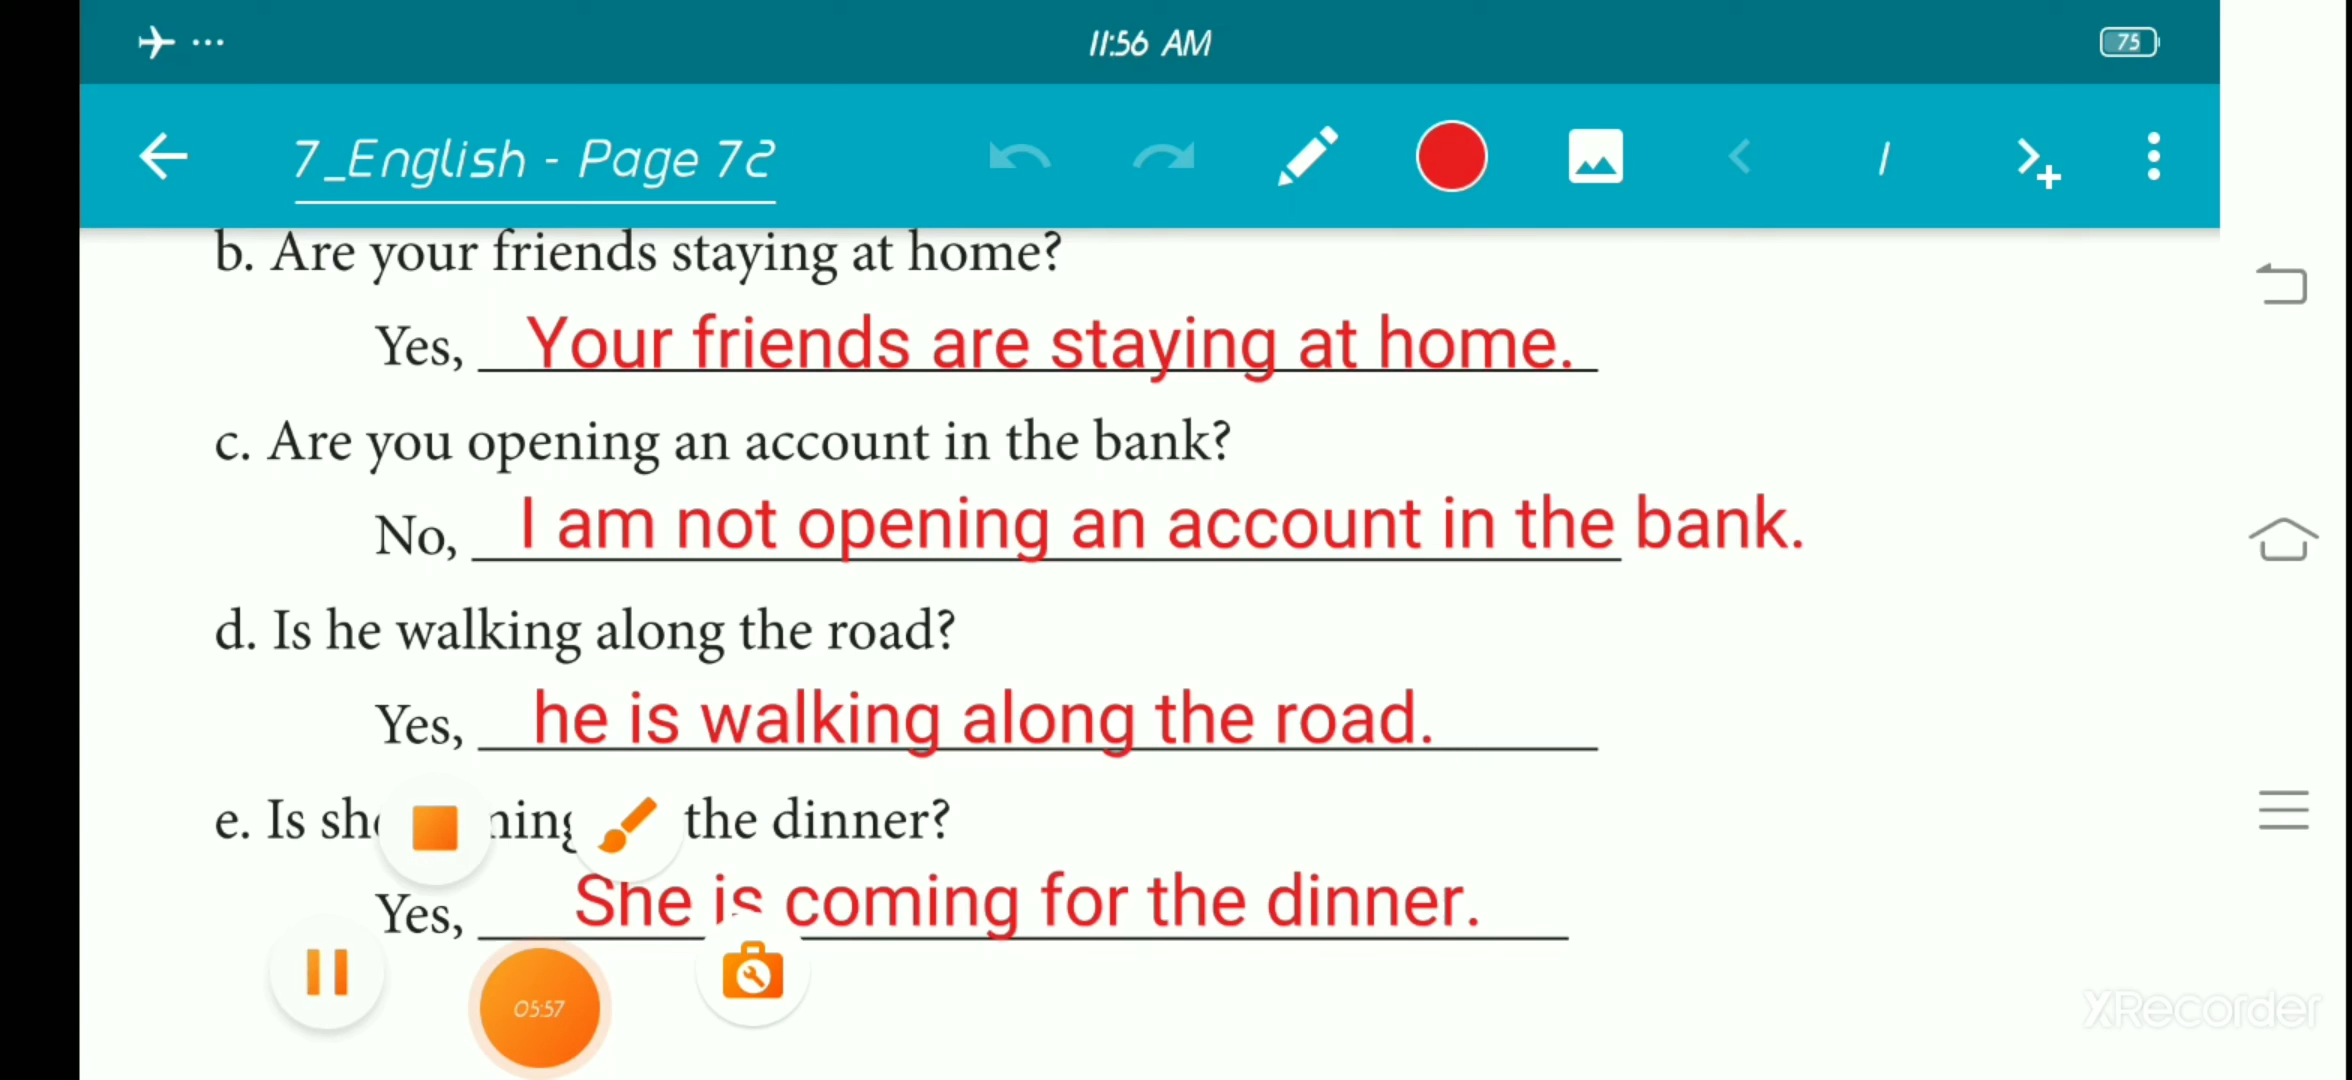 11:56 AM
75
7_English - Page 72
1
b. Are your friends staying at home?
Yes, Your friends are staying at home.
c. Are you opening an account in the bank?
No, I am not opening an account in the bank.
d. Is he walking along the road?
Yes, he is walking along the road.
e. Is the dinner?
Yes, She is coming for the dinner.
05:57
XRecorder